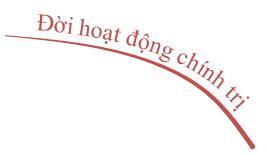 Đời hoạt động chính trị